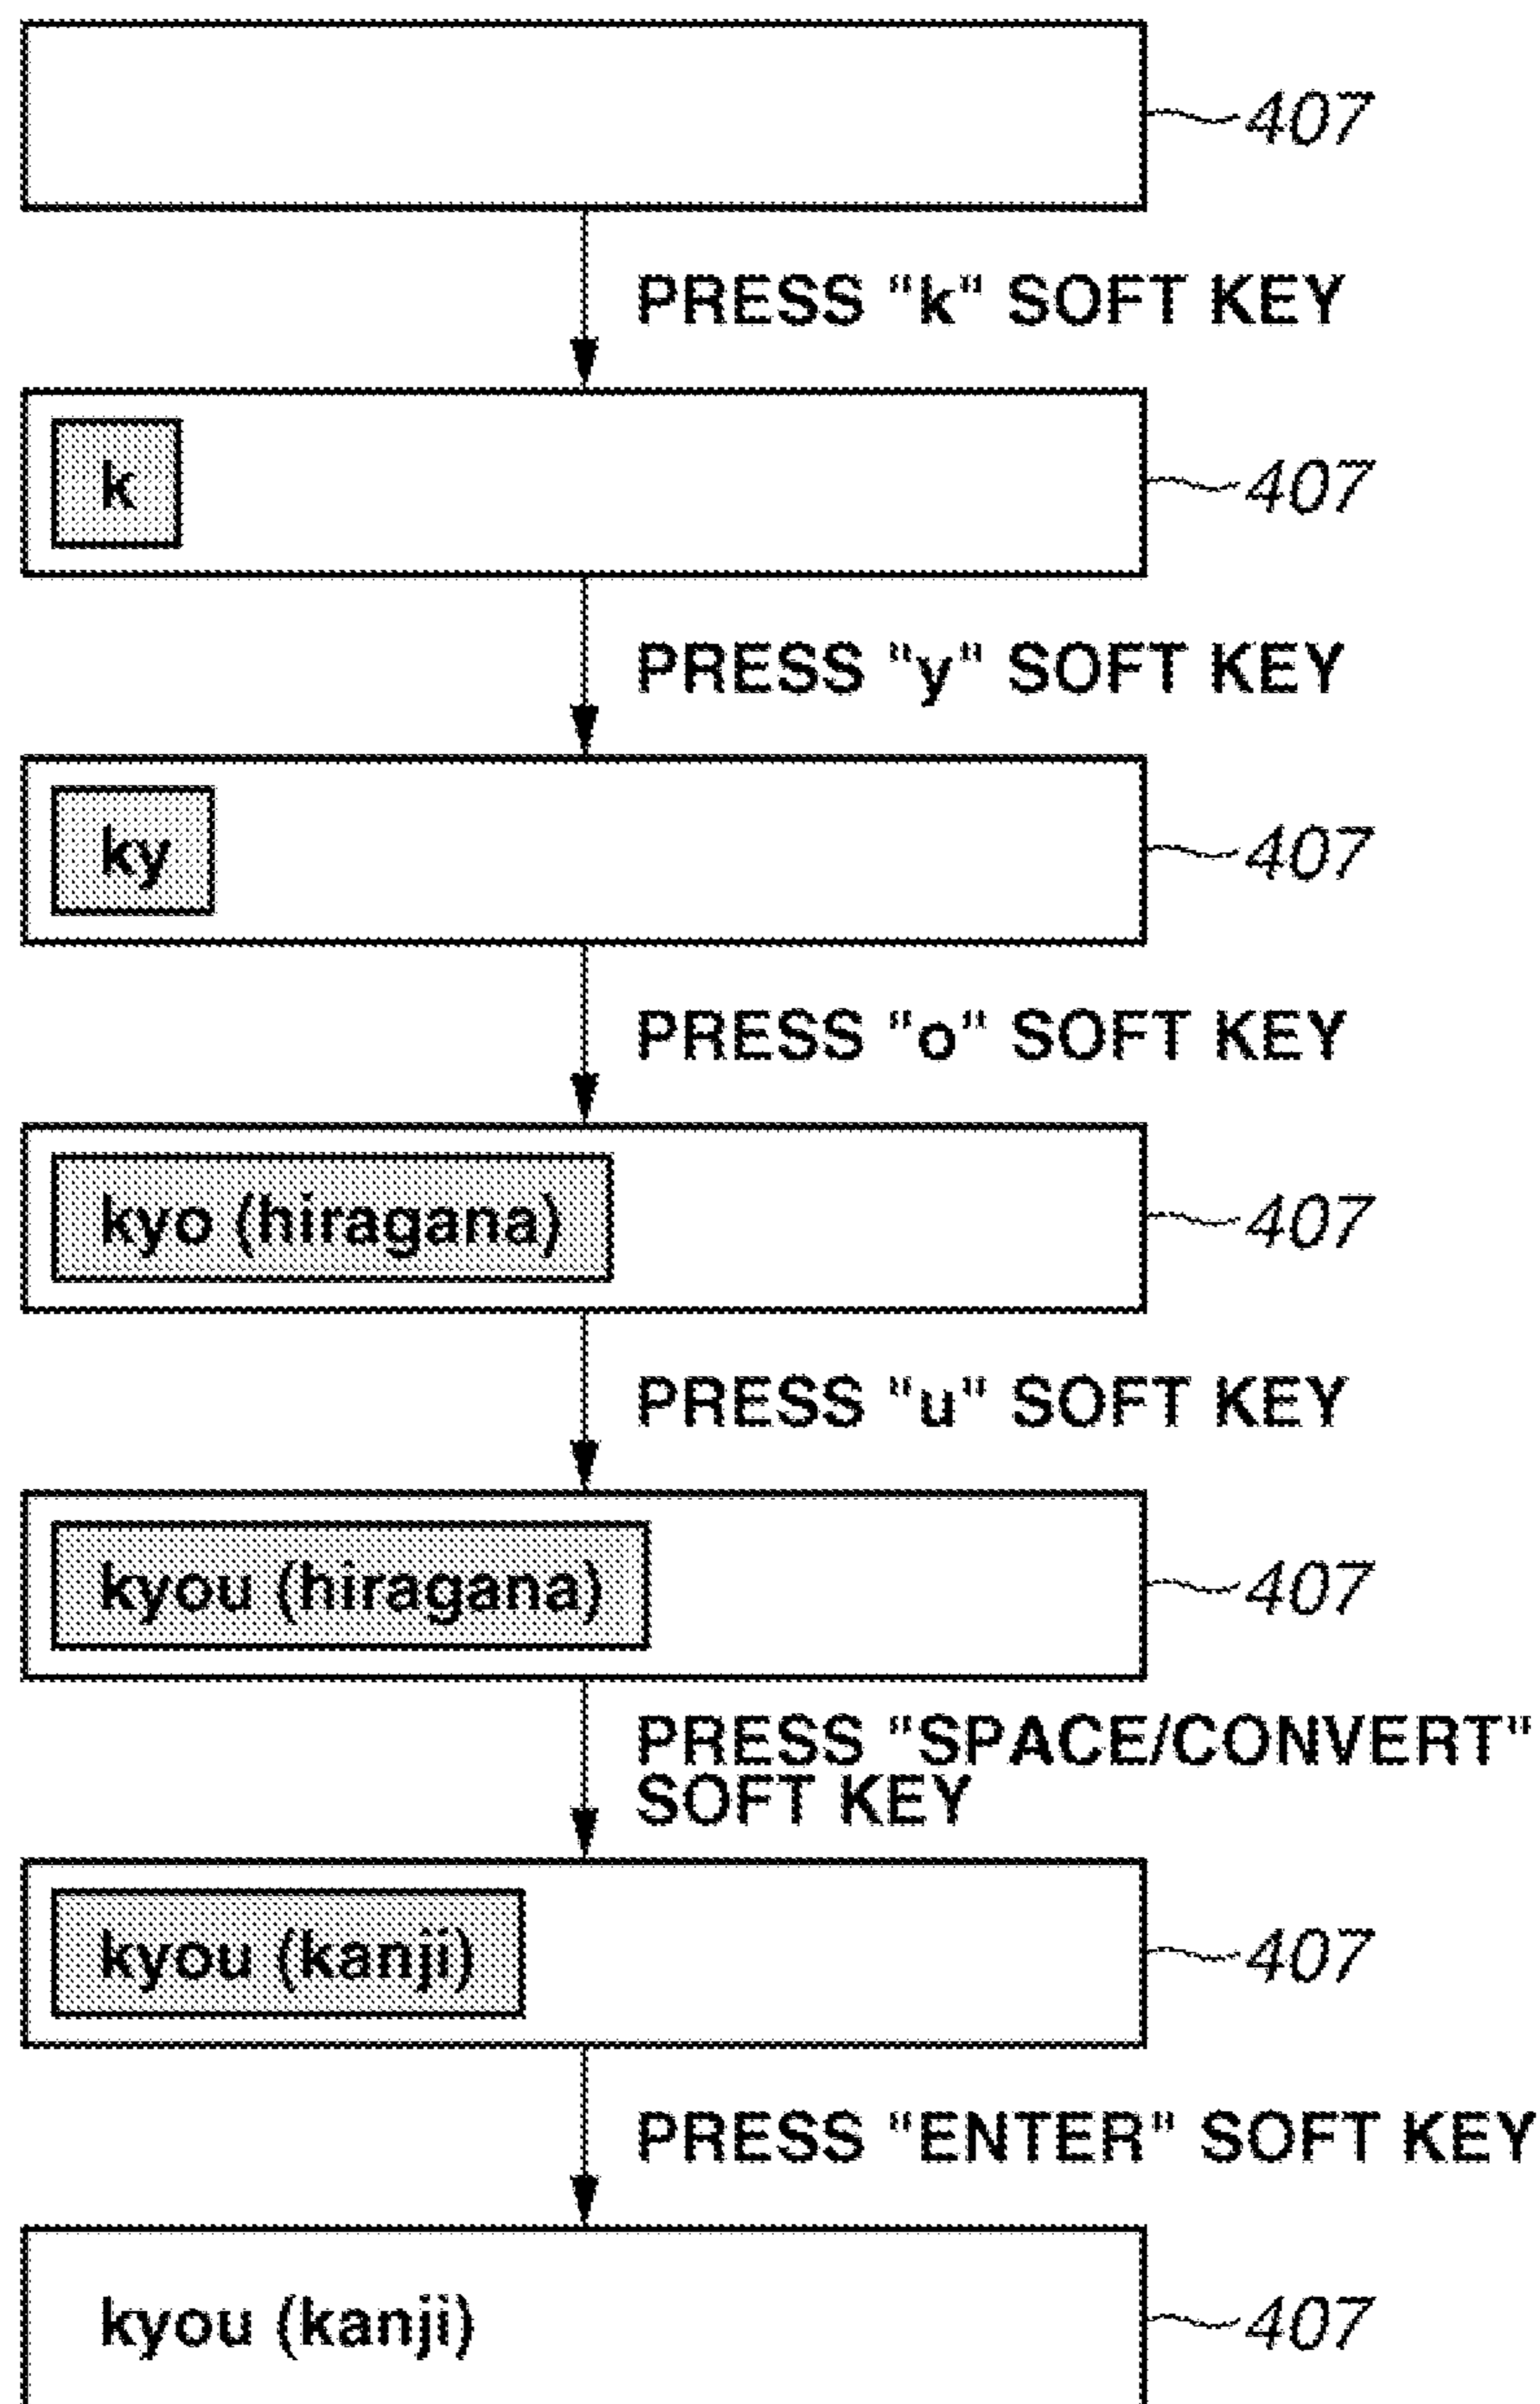 407
PRESS "k" SOFT KEY
k
407
PRESS "y" SOFT KEY
ky
407
PRESS "o" SOFT KEY
kyo (hiragana)
407
PRESS "u" SOFT KEY
kyou (hiragana)
407
PRESS "SPACE/CONVERT"
SOFT KEY
kyou (kanji)
407
PRESS "ENTER" SOFT KEY
kyou (kanji)
407